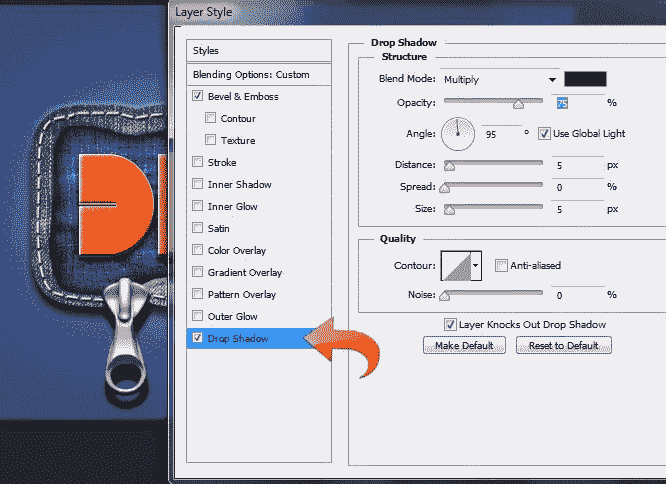 Layer Style
Styles
Blending Options: Custom
Bevel & Emboss
Contour
Texture
Stroke
Inner Shadow
Inner Glow
Satin
Color Overlay
Gradient Overlay
Pattern Overlay
Outer Glow
Drop Shadow
Drop Shadow
Structure
Blend Mode: Multiply
Opacity: 75 %
Angle: 95 ° Use Global Light
Distance: 5 px
Spread: 0 %
Size: 5 px
Quality
Contour: Anti-aliased
Noise: 0 %
Layer Knocks Out Drop Shadow
Make Default Reset to Default